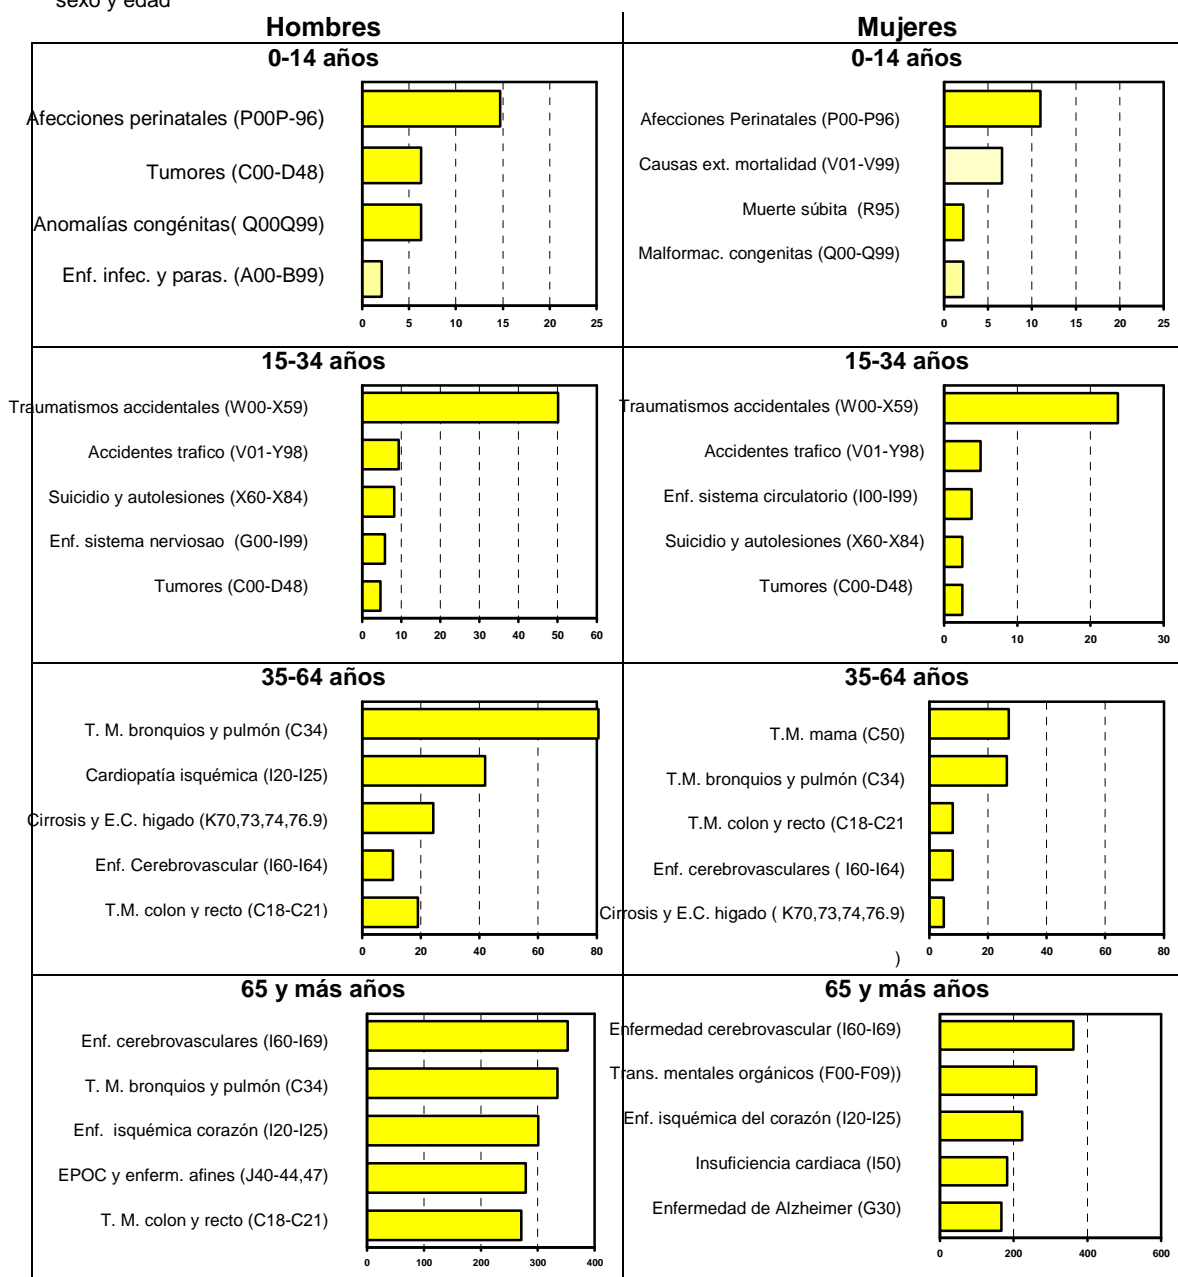 sexo y edad
Hombres
Mujeres
0-14 años
0-14 años
Afecciones perinatales (P00P-96)
Tumores (C00-D48)
Anomalías congénitas( Q00Q99)
Enf. infec. y paras. (A00-B99)
0 5 10 15 20 25
Afecciones Perinatales (P00-P96)
Causas ext. mortalidad (V01-V99)
Muerte súbita (R95)
Malformac. congenitas (Q00-Q99)
0 5 10 15 20 25
15-34 años
15-34 años
Traumatismos accidentales (W00-X59)
Accidentes trafico (V01-Y98)
Suicidio y autolesiones (X60-X84)
Enf. sistema nerviosao (G00-I99)
Tumores (C00-D48)
0 10 20 30 40 50 60
Traumatismos accidentales (W00-X59)
Accidentes trafico (V01-Y98)
Enf. sistema circulatorio (I00-I99)
Suicidio y autolesiones (X60-X84)
Tumores (C00-D48)
0 10 20 30
35-64 años
35-64 años
T. M. bronquios y pulmón (C34)
Cardiopatía isquémica (I20-I25)
Cirrosis y E.C. higado (K70,73,74,76.9)
Enf. Cerebrovascular (I60-I64)
T.M. colon y recto (C18-C21)
0 20 40 60 80
T.M. mama (C50)
T.M. bronquios y pulmón (C34)
T.M. colon y recto (C18-C21
Enf. cerebrovasculares ( I60-I64)
Cirrosis y E.C. higado ( K70,73,74,76.9)
)
0 20 40 60 80
65 y más años
65 y más años
Enf. cerebrovasculares (I60-I69)
T. M. bronquios y pulmón (C34)
Enf. isquémica corazón (I20-I25)
EPOC y enferm. afines (J40-44,47)
T. M. colon y recto (C18-C21)
0 100 200 300 400
Enfermedad cerebrovascular (I60-I69)
Trans. mentales orgánicos (F00-F09))
Enf. isquémica del corazón (I20-I25)
Insuficiencia cardiaca (I50)
Enfermedad de Alzheimer (G30)
0 200 400 600